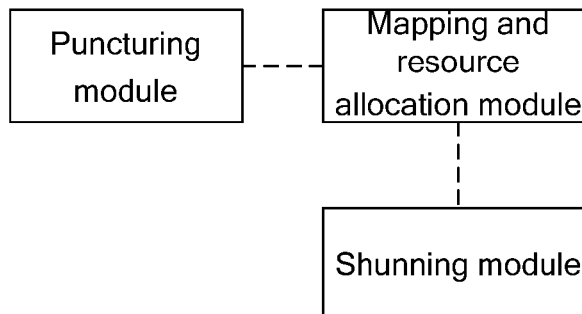 Puncturing
module
Mapping and
resource
allocation module
Shunning module